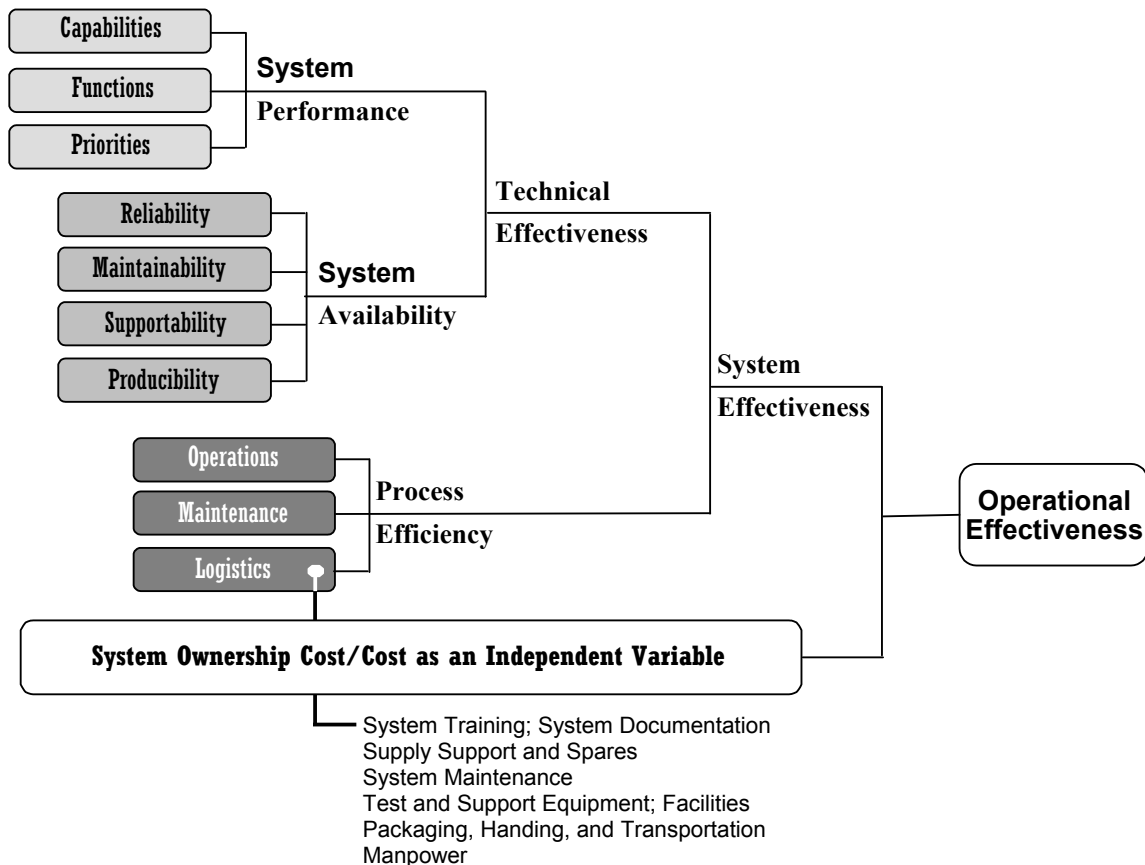 Capabilities
Functions
Priorities
System
Performance
Reliability
Maintainability
Supportability
Producibility
System
Availability
Technical
Effectiveness
Operations
Maintenance
Logistics
Process
Efficiency
System
Effectiveness
Operational
Effectiveness
System Ownership Cost/Cost as an Independent Variable
System Training; System Documentation
Supply Support and Spares
System Maintenance
Test and Support Equipment; Facilities
Packaging, Handing, and Transportation
Manpower